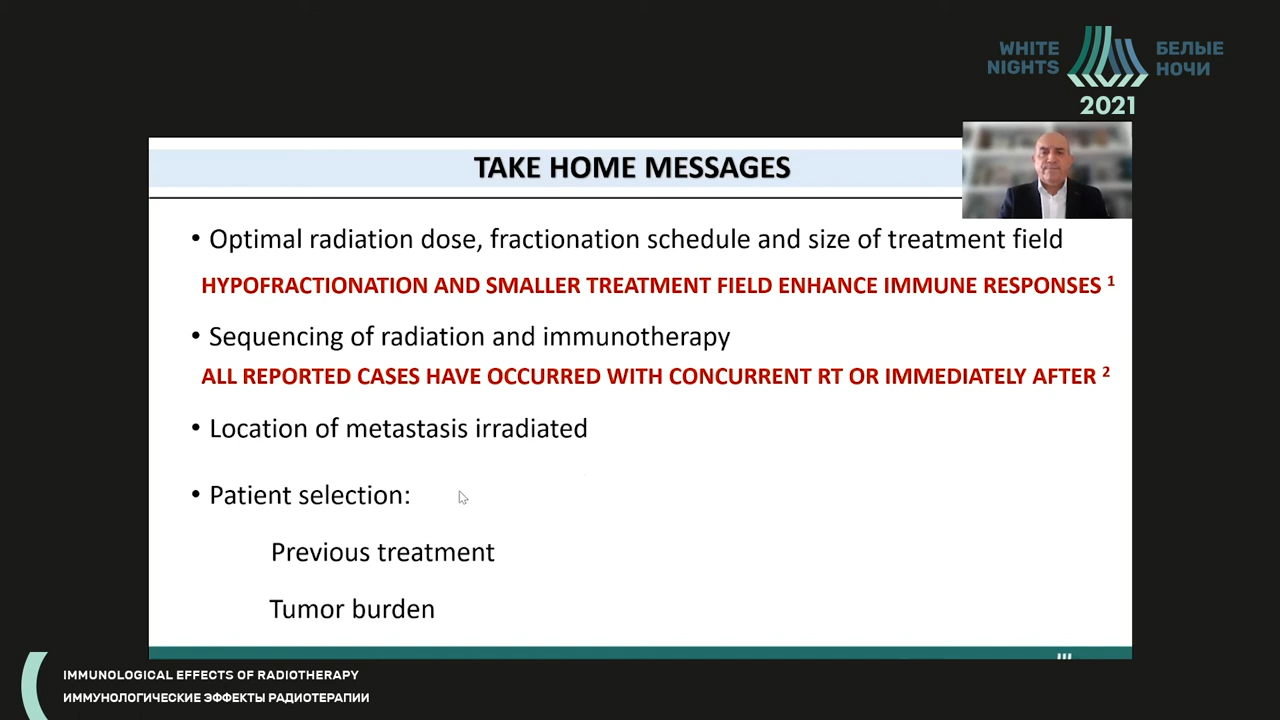 WHITE NIGHTS
БЕЛЫЕ НОЧИ
2021
TAKE HOME MESSAGES
• Optimal radiation dose, fractionation schedule and size of treatment field
HYPOFRACTIONATION AND SMALLER TREATMENT FIELD ENHANCE IMMUNE RESPONSES 1
• Sequencing of radiation and immunotherapy
ALL REPORTED CASES HAVE OCCURRED WITH CONCURRENT RT OR IMMEDIATELY AFTER 2
• Location of metastasis irradiated
• Patient selection:
Previous treatment
Tumor burden
IMMUNOLOGICAL EFFECTS OF RADIOTHERAPY
ИММУНОЛОГИЧЕСКИЕ ЭФФЕКТЫ РАДИОТЕРАПИИ